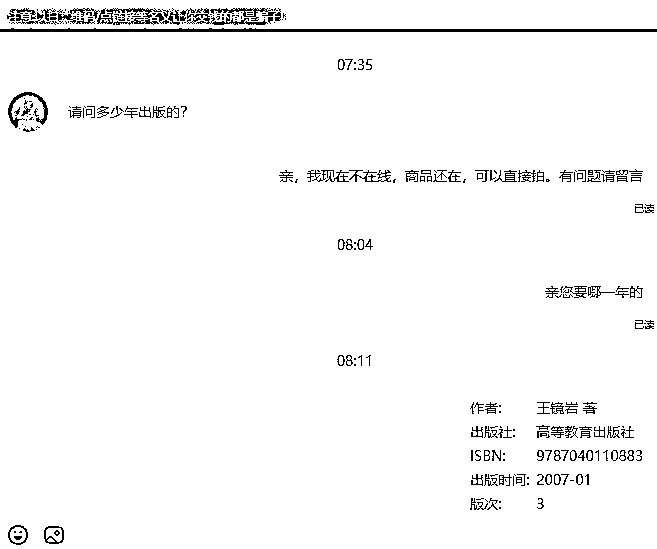 07:35
请问多少年出版的?
亲，我现在不在线，商品还在，可以直接拍。有问题请留言
已读
08:04
亲您要哪一年的
已读
08:11
作者: 王镜岩 著
出版社: 高等教育出版社
ISBN: 9787040110883
出版时间: 2007-01
版次: 3